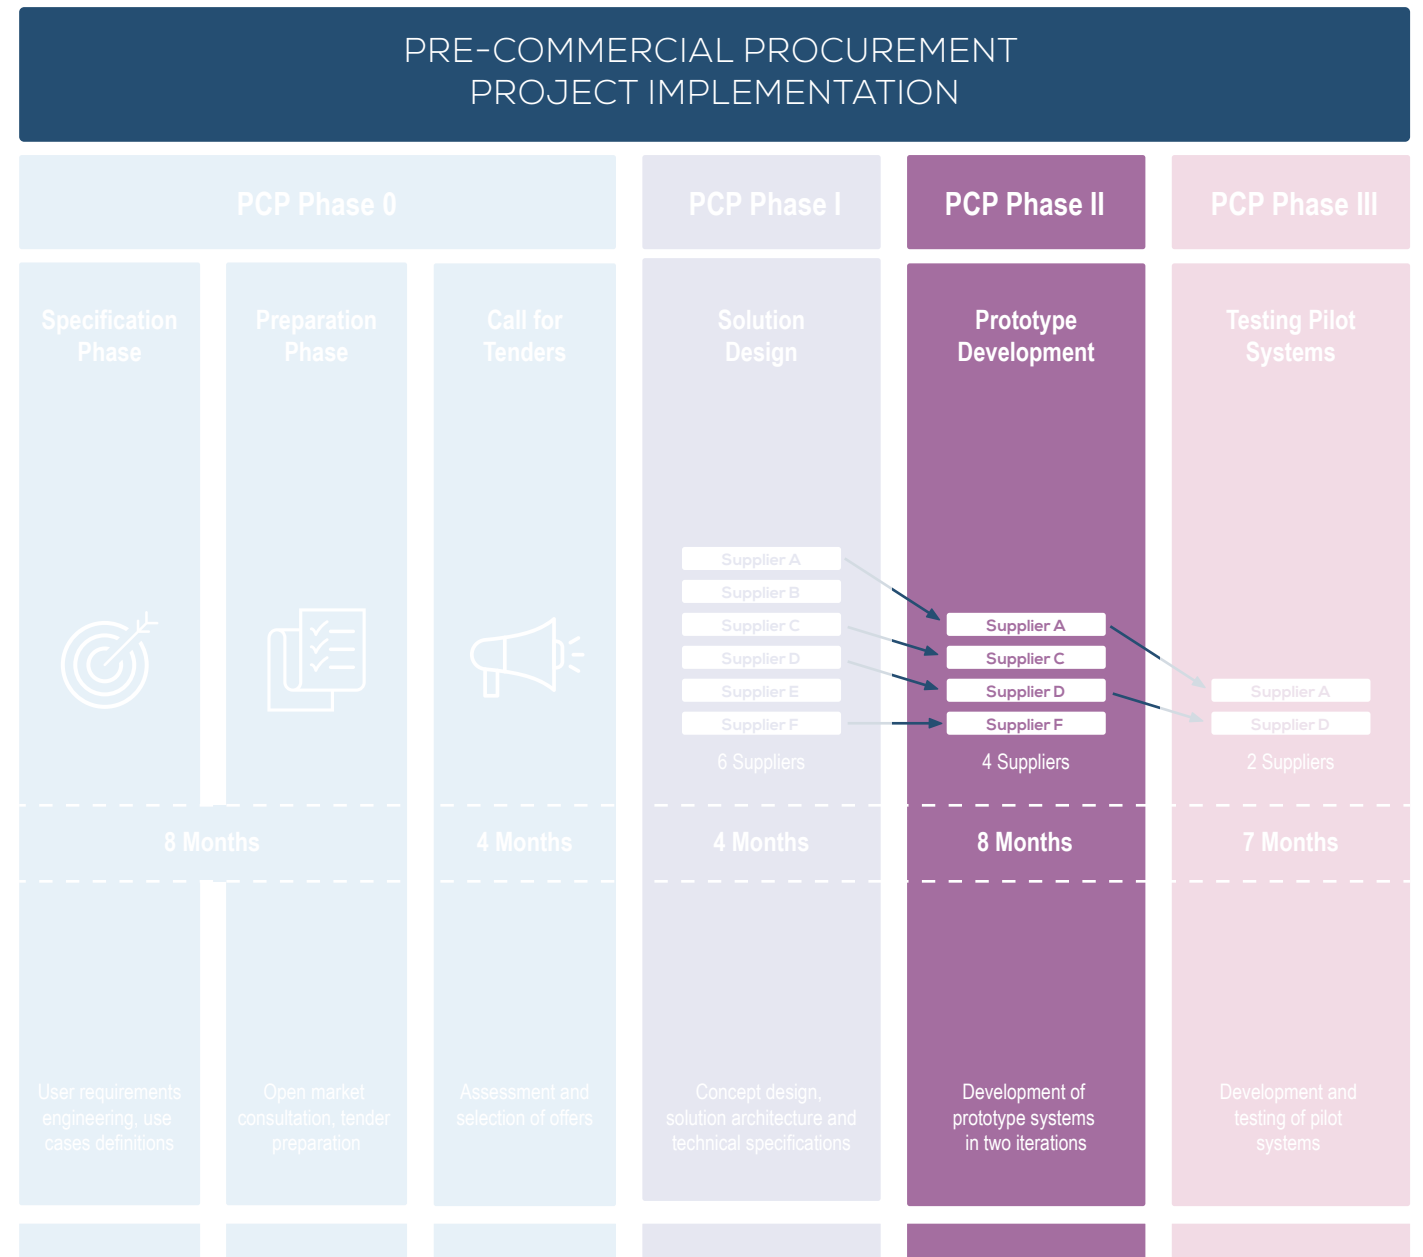 PRE-COMMERCIAL PROCUREMENT
PROJECT IMPLEMENTATION
PCP Phase 0
PCP Phase I
PCP Phase II
PCP Phase III
Specification
Phase
Preparation
Phase
Call for
Tenders
Solution
Design
Prototype
Development
Testing Pilot
Systems
Supplier A
Supplier B
Supplier C
Supplier D
Supplier E
Supplier F
6 Suppliers
Supplier A
Supplier C
Supplier D
Supplier F
4 Suppliers
Supplier A
Supplier D
2 Suppliers
8 Months
4 Months
4 Months
8 Months
7 Months
User requirements
engineering, use
cases definitions
Open market
consultation, tender
preparation
Assessment and
selection of offers
Concept design,
solution architecture and
technical specifications
Development of
prototype systems
in two iterations
Development and
testing of pilot
systems